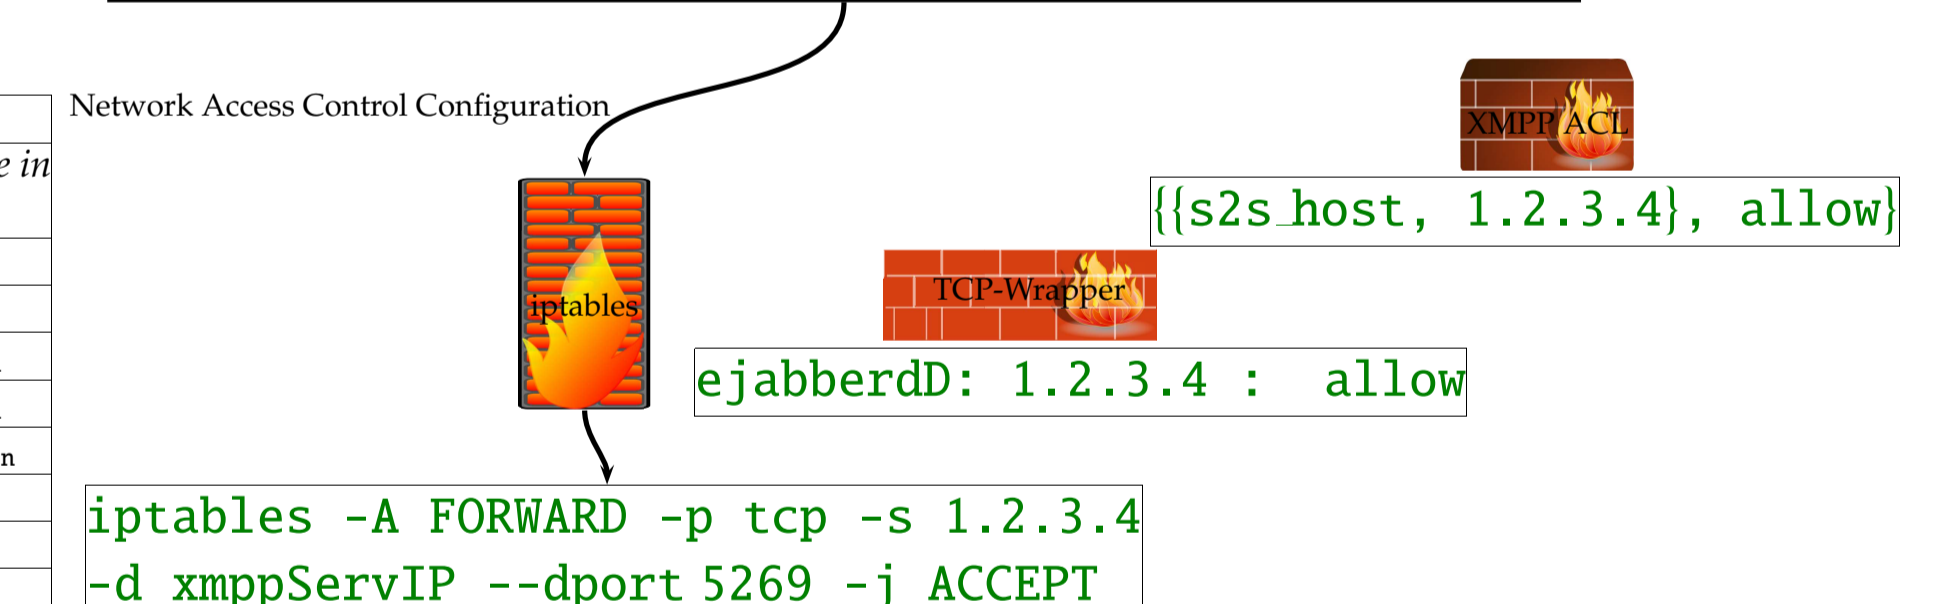 Network Access Control Configuration
XMPP ACL
e in
{{s2s_host, 1.2.3.4}, allow}
TCP-Wrapper
iptables
ejabberdD: 1.2.3.4 :  allow
n
iptables -A FORWARD -p tcp -s 1.2.3.4
-d xmppServIP --dport 5269 -j ACCEPT